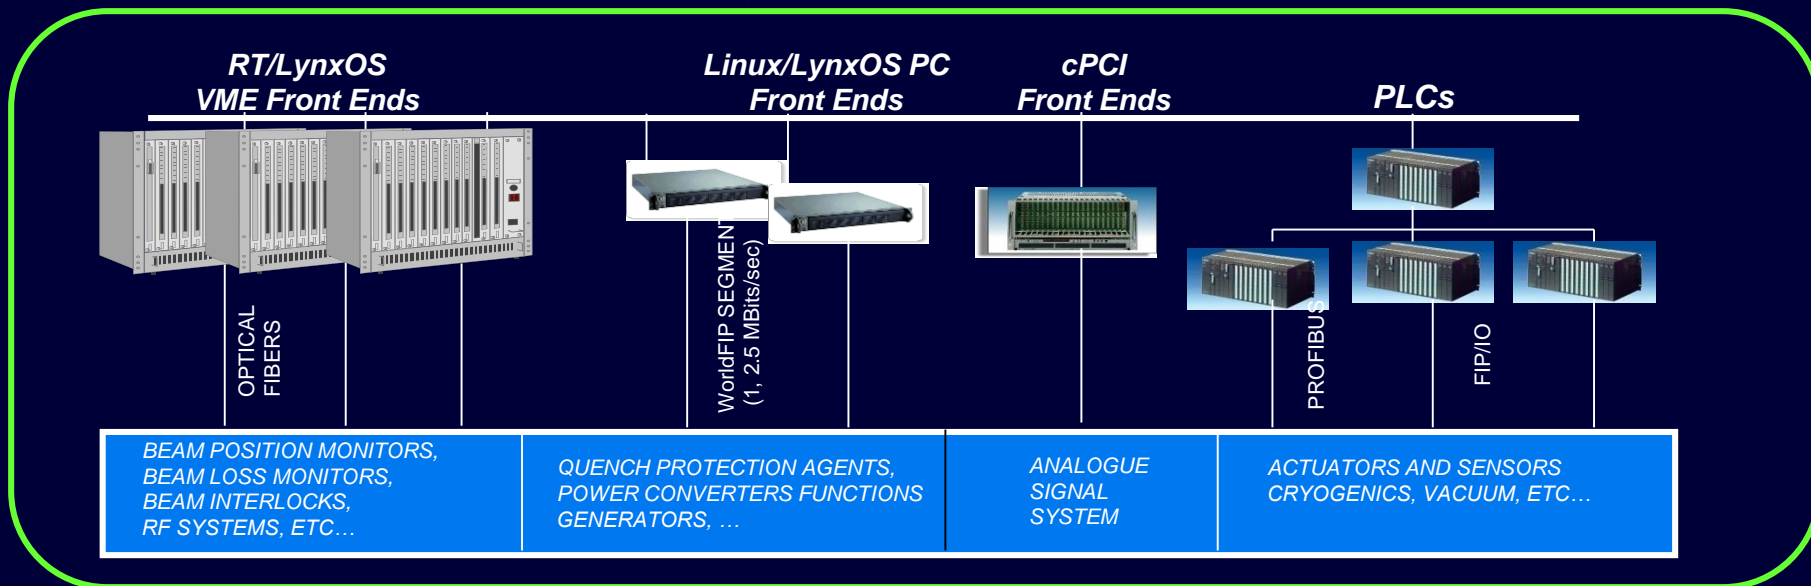 RT/LynxOS
VME Front Ends
Linux/LynxOS PC
Front Ends
cPCI
Front Ends
PLCs
OPTICAL
FIBERS
WorldFIP SEGMENT
(1, 2.5 MBits/sec)
PROFIBUS
FIP/IO
BEAM POSITION MONITORS,
BEAM LOSS MONITORS,
BEAM INTERLOCKS,
RF SYSTEMS, ETC…
QUENCH PROTECTION AGENTS,
POWER CONVERTERS FUNCTIONS
GENERATORS, …
ANALOGUE
SIGNAL
SYSTEM
ACTUATORS AND SENSORS
CRYOGENICS, VACUUM, ETC…